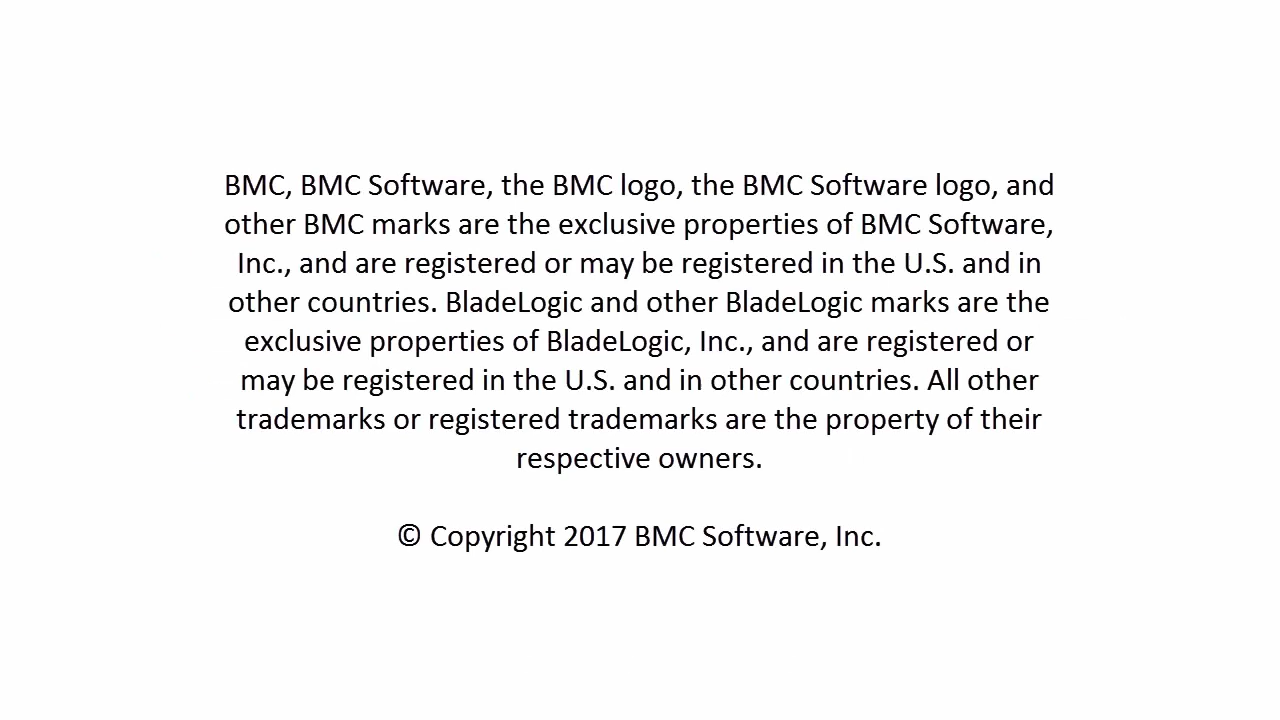 BMC, BMC Software, the BMC logo, the BMC Software logo, and
other BMC marks are the exclusive properties of BMC Software,
Inc., and are registered or may be registered in the U.S. and in
other countries. BladeLogic and other BladeLogic marks are the
exclusive properties of BladeLogic, Inc., and are registered or
may be registered in the U.S. and in other countries. All other
trademarks or registered trademarks are the property of their
respective owners.
© Copyright 2017 BMC Software, Inc.